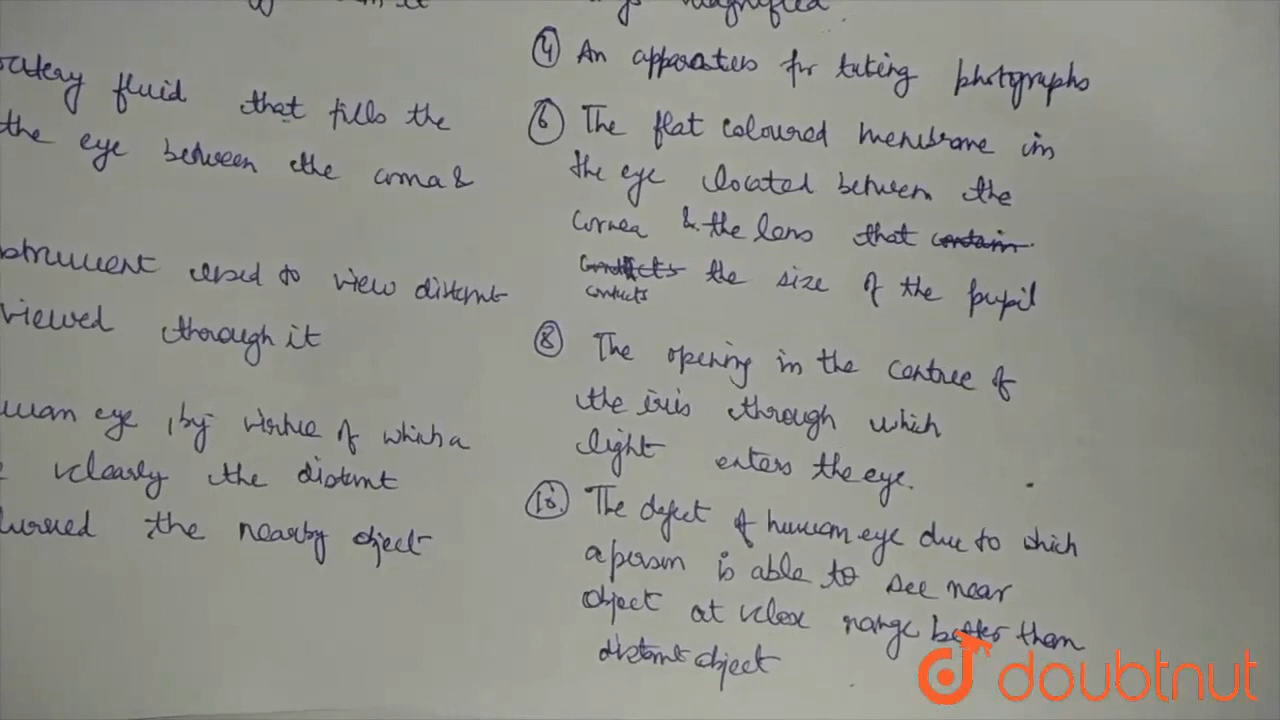 magnified
watery fluid that fills the
the eye between the cornea &
nstrument used to view distant
viewed through it
uman eye, by virtue of which a
clearly the distant
blurred the nearby object
④ An apparatus for taking photographs
⑥ The flat coloured membrane in
the eye located between the
cornea & the lens that contain
the size of the pupil
contucts
⑧ The opening in the centre of
the iris through which
light enters the eye.
⑩ The defect of human eye due to which
a person is able to see near
object at close range better than
distant object
doubtnut